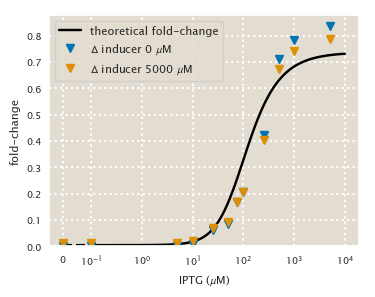 theoretical fold-change
Δ inducer 0 μM
Δ inducer 5000 μM
fold-change
0.8
0.7
0.6
0.5
0.4
0.3
0.2
0.1
0.0
0 10⁻¹ 10⁰ 10¹ 10² 10³ 10⁴
IPTG (μM)